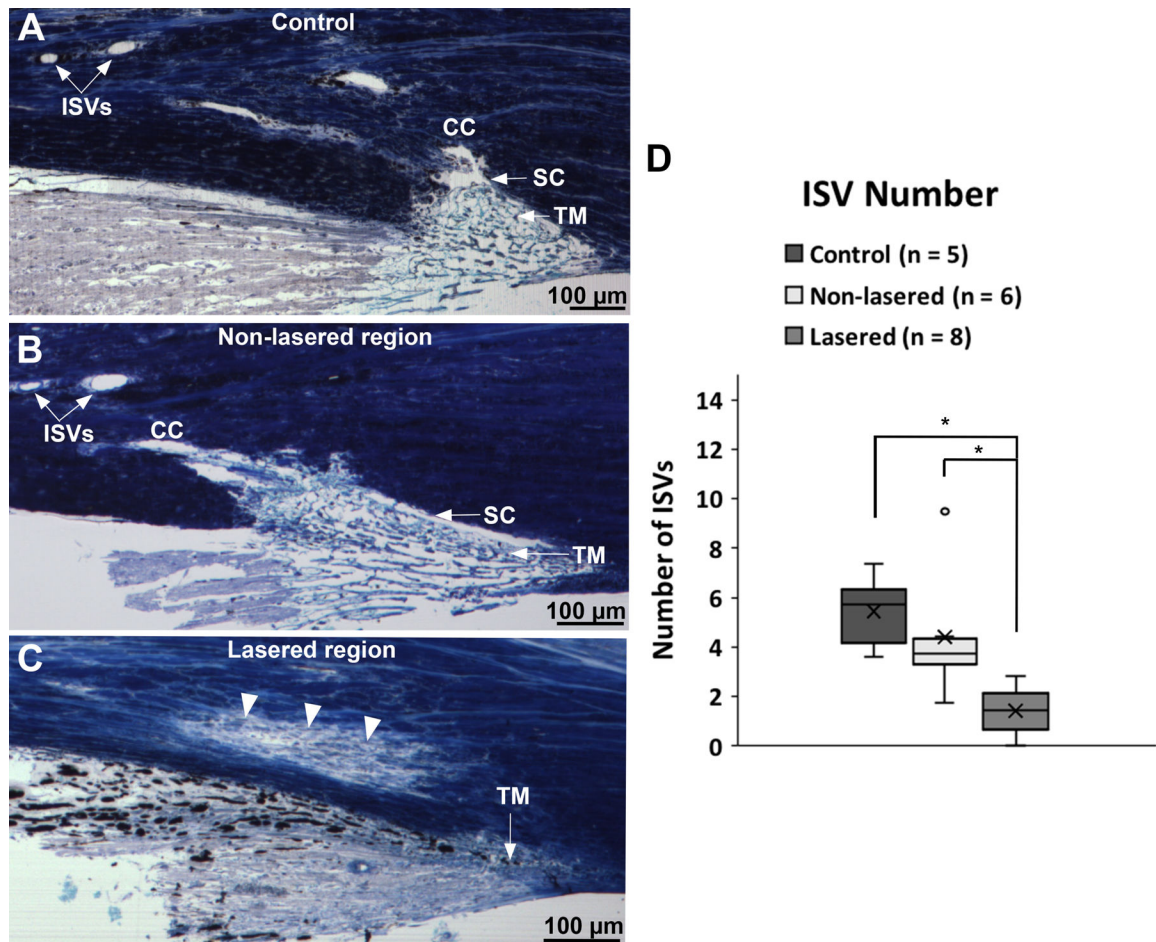 A
Control
ISVs
CC
SC
TM
100 µm
B
Non-lasered region
ISVs
CC
SC
TM
100 µm
C
Lasered region
TM
100 µm
D
ISV Number
Control (n = 5)
Non-lasered (n = 6)
Lasered (n = 8)
Number of ISVs
14
12
10
8
6
4
2
0
*
*